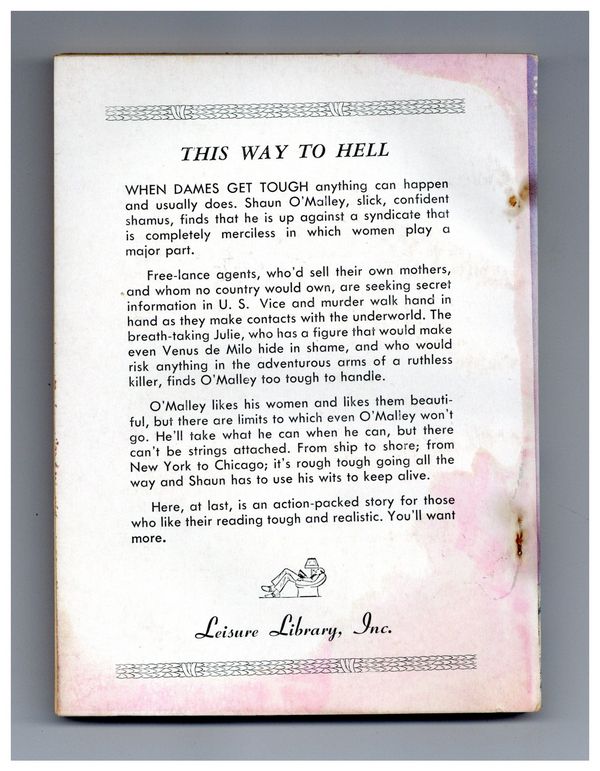 THIS WAY TO HELL
WHEN DAMES GET TOUGH anything can happen
and usually does. Shaun O'Malley, slick, confident
shamus, finds that he is up against a syndicate that
is completely merciless in which women play a
major part.
Free-lance agents, who'd sell their own mothers,
and whom no country would own, are seeking secret
information in U. S. Vice and murder walk hand in
hand as they make contacts with the underworld. The
breath-taking Julie, who has a figure that would make
even Venus de Milo hide in shame, and who would
risk anything in the adventurous arms of a ruthless
killer, finds O'Malley too tough to handle.
O'Malley likes his women and likes them beauti-
ful, but there are limits to which even O'Malley won't
go. He'll take what he can when he can, but there
can't be strings attached. From ship to shore; from
New York to Chicago; it's rough tough going all the
way and Shaun has to use his wits to keep alive.
Here, at last, is an action-packed story for those
who like their reading tough and realistic. You'll want
more.
Leisure Library, Inc.